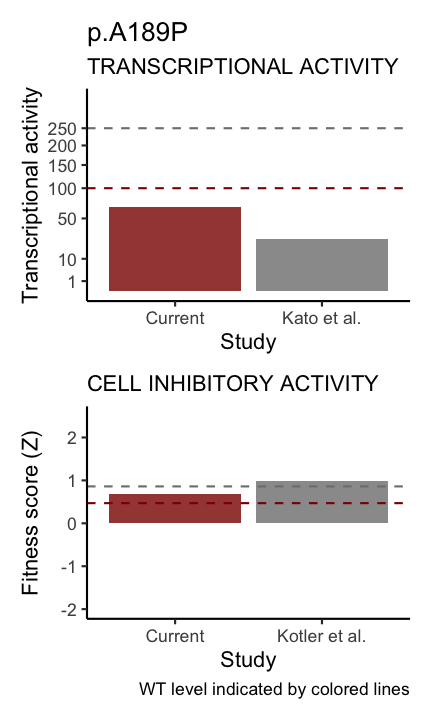 p.A189P
TRANSCRIPTIONAL ACTIVITY
Transcriptional activity
250
200
150
100
50
10
1
Current
Kato et al.
Study
CELL INHIBITORY ACTIVITY
Fitness score (Z)
2
1
0
-1
-2
Current
Kotler et al.
Study
WT level indicated by colored lines